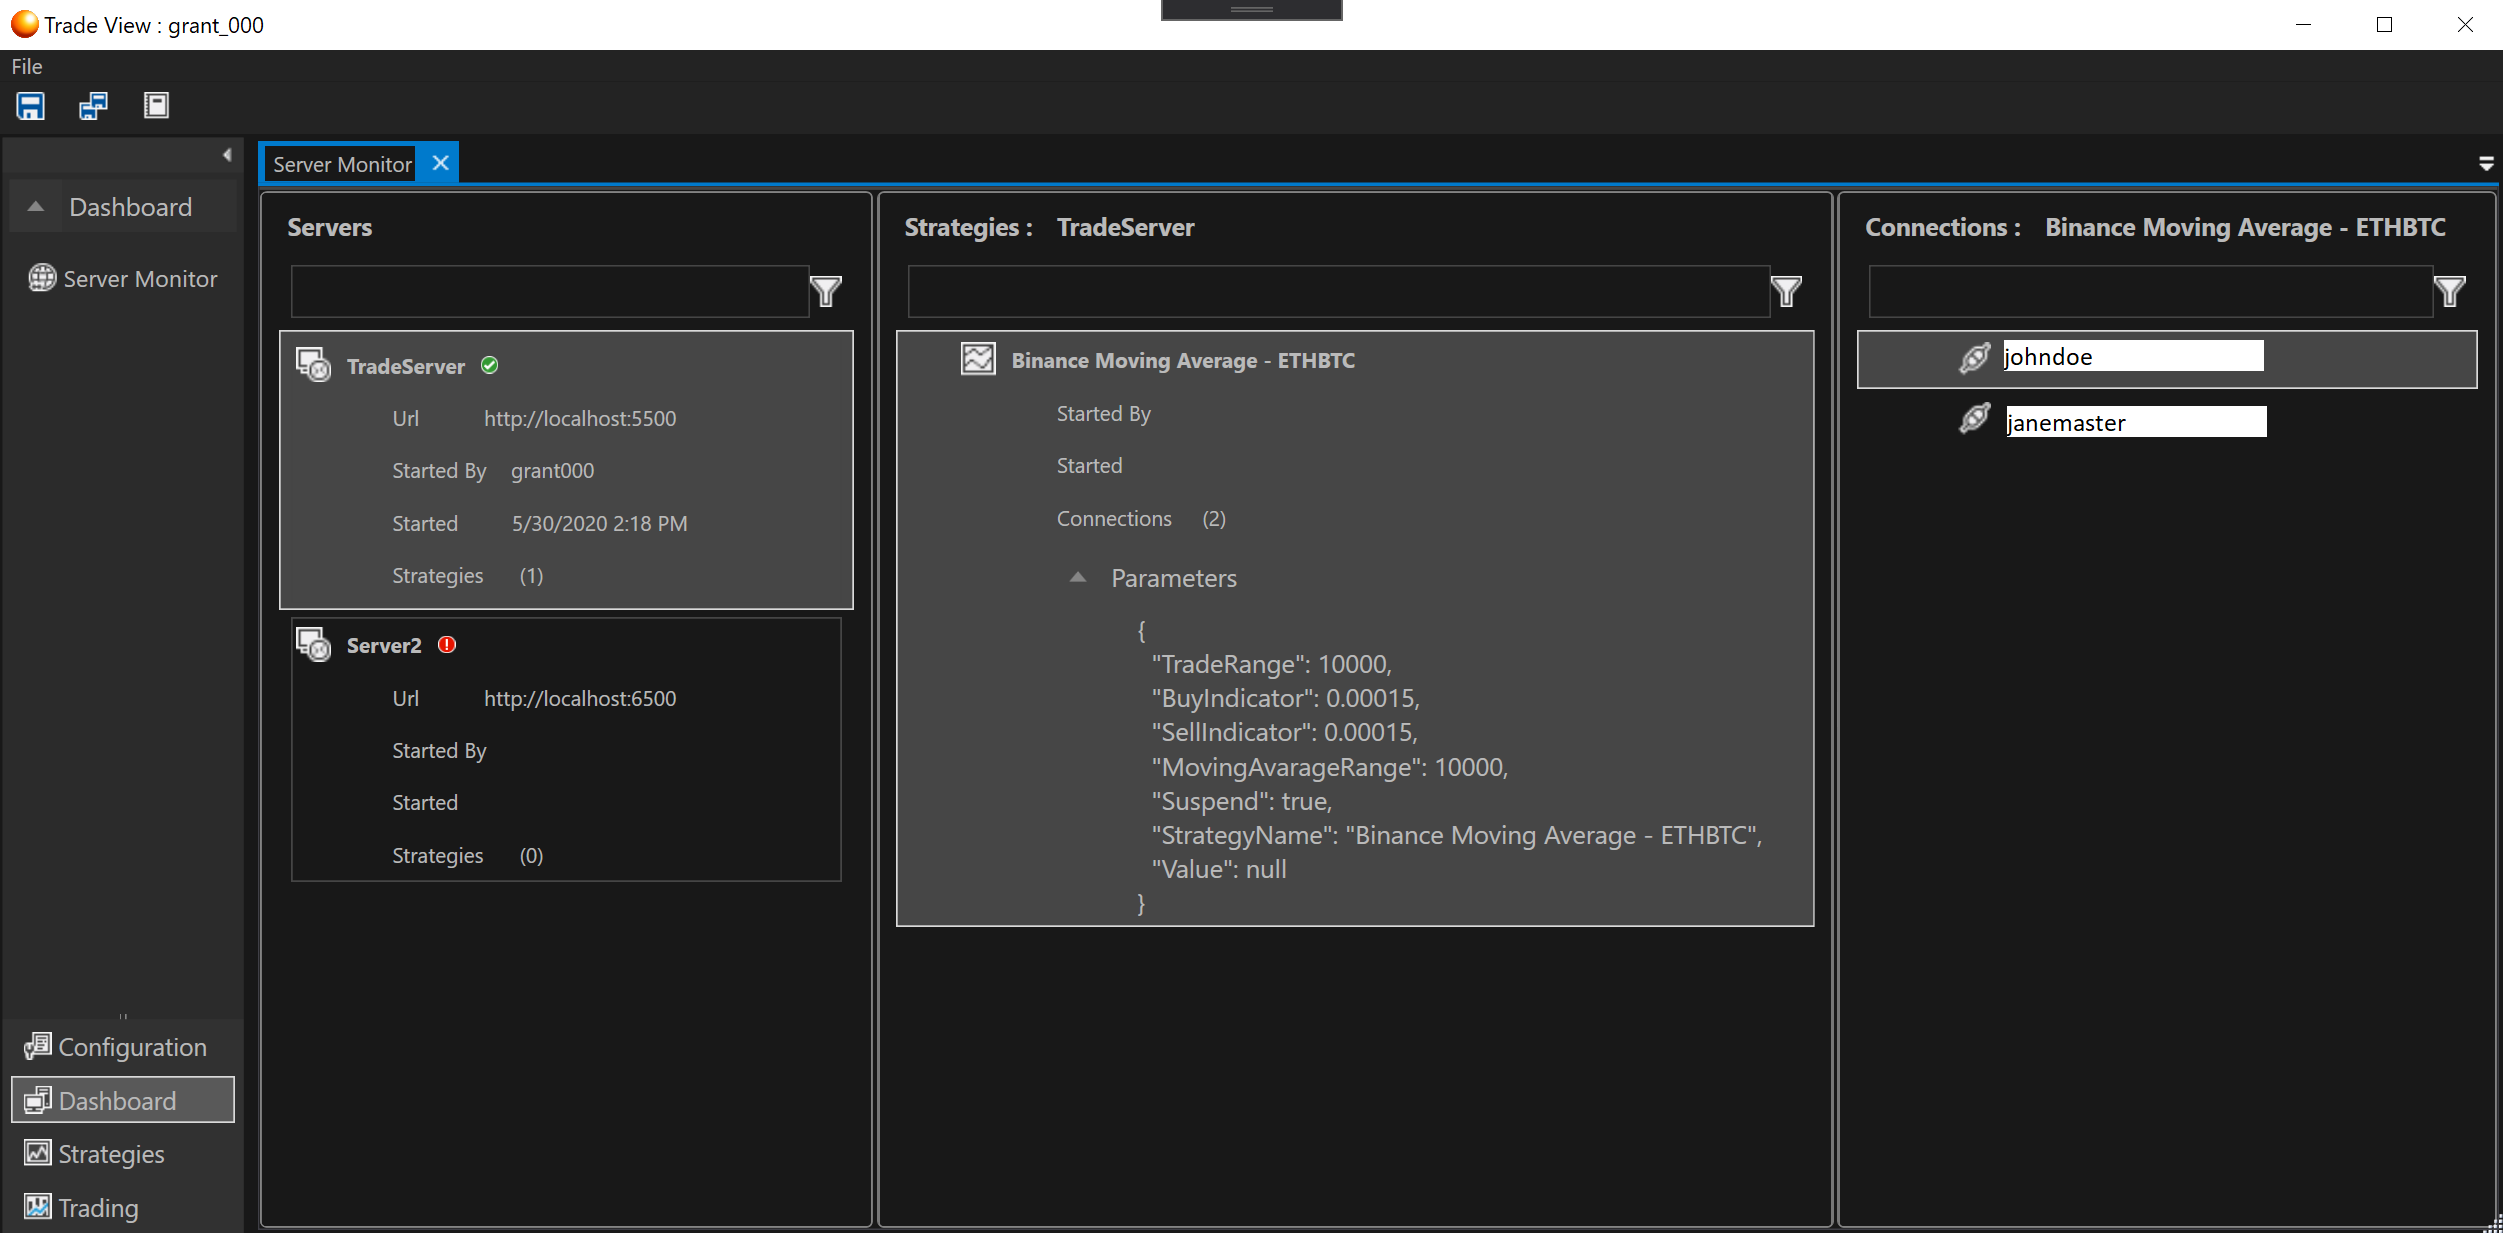 Trade View : grant_000
File
Dashboard
Server Monitor
Configuration
Dashboard
Strategies
Trading
Server Monitor
Servers
TradeServer
Url http://localhost:5500
Started By grant000
Started 5/30/2020 2:18 PM
Strategies (1)
Server2
Url http://localhost:6500
Started By
Started
Strategies (0)
Strategies : TradeServer
Binance Moving Average - ETHBTC
Started By
Started
Connections (2)
Parameters
{
"TradeRange": 10000,
"BuyIndicator": 0.00015,
"SellIndicator": 0.00015,
"MovingAvarageRange": 10000,
"Suspend": true,
"StrategyName": "Binance Moving Average - ETHBTC",
"Value": null
}
Connections : Binance Moving Average - ETHBTC
johndoe
janemaster